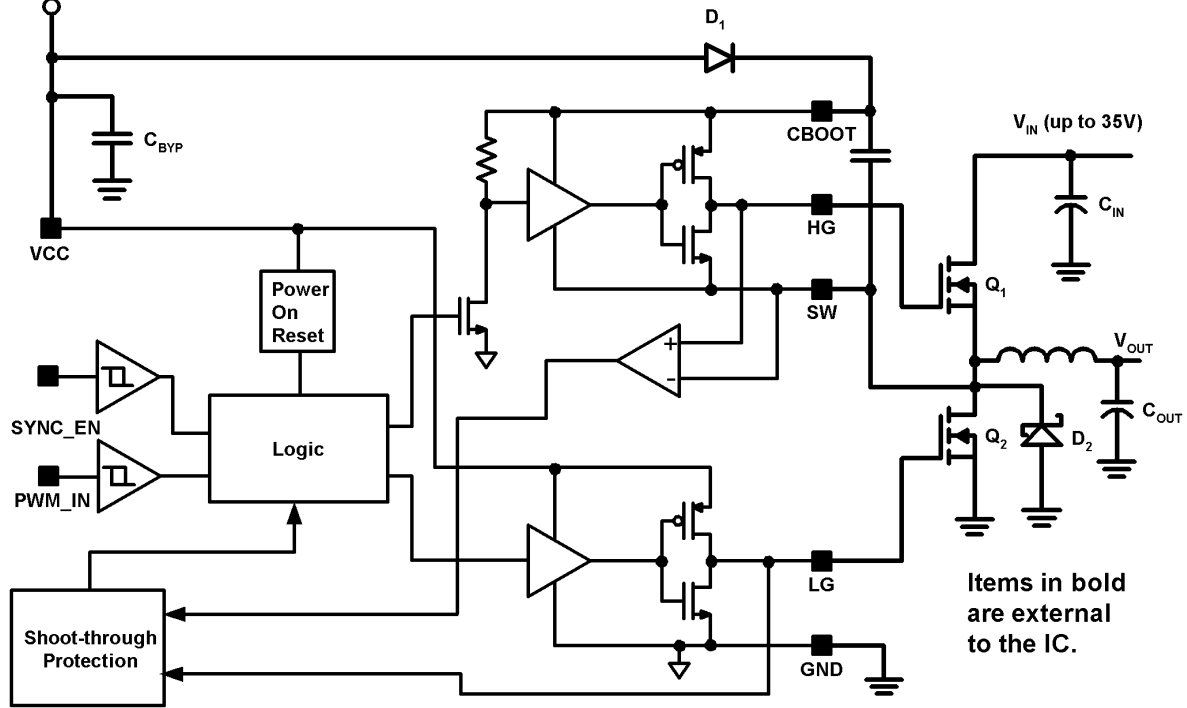 D1
CBYP
CBOOT
VIN (up to 35V)
CIN
HG
VCC
Power
On
Reset
SW
Q1
+
-
VOUT
SYNC_EN
Logic
COUT
Q2
D2
PWM_IN
LG
Items in bold
are external
to the IC.
Shoot-through
Protection
GND